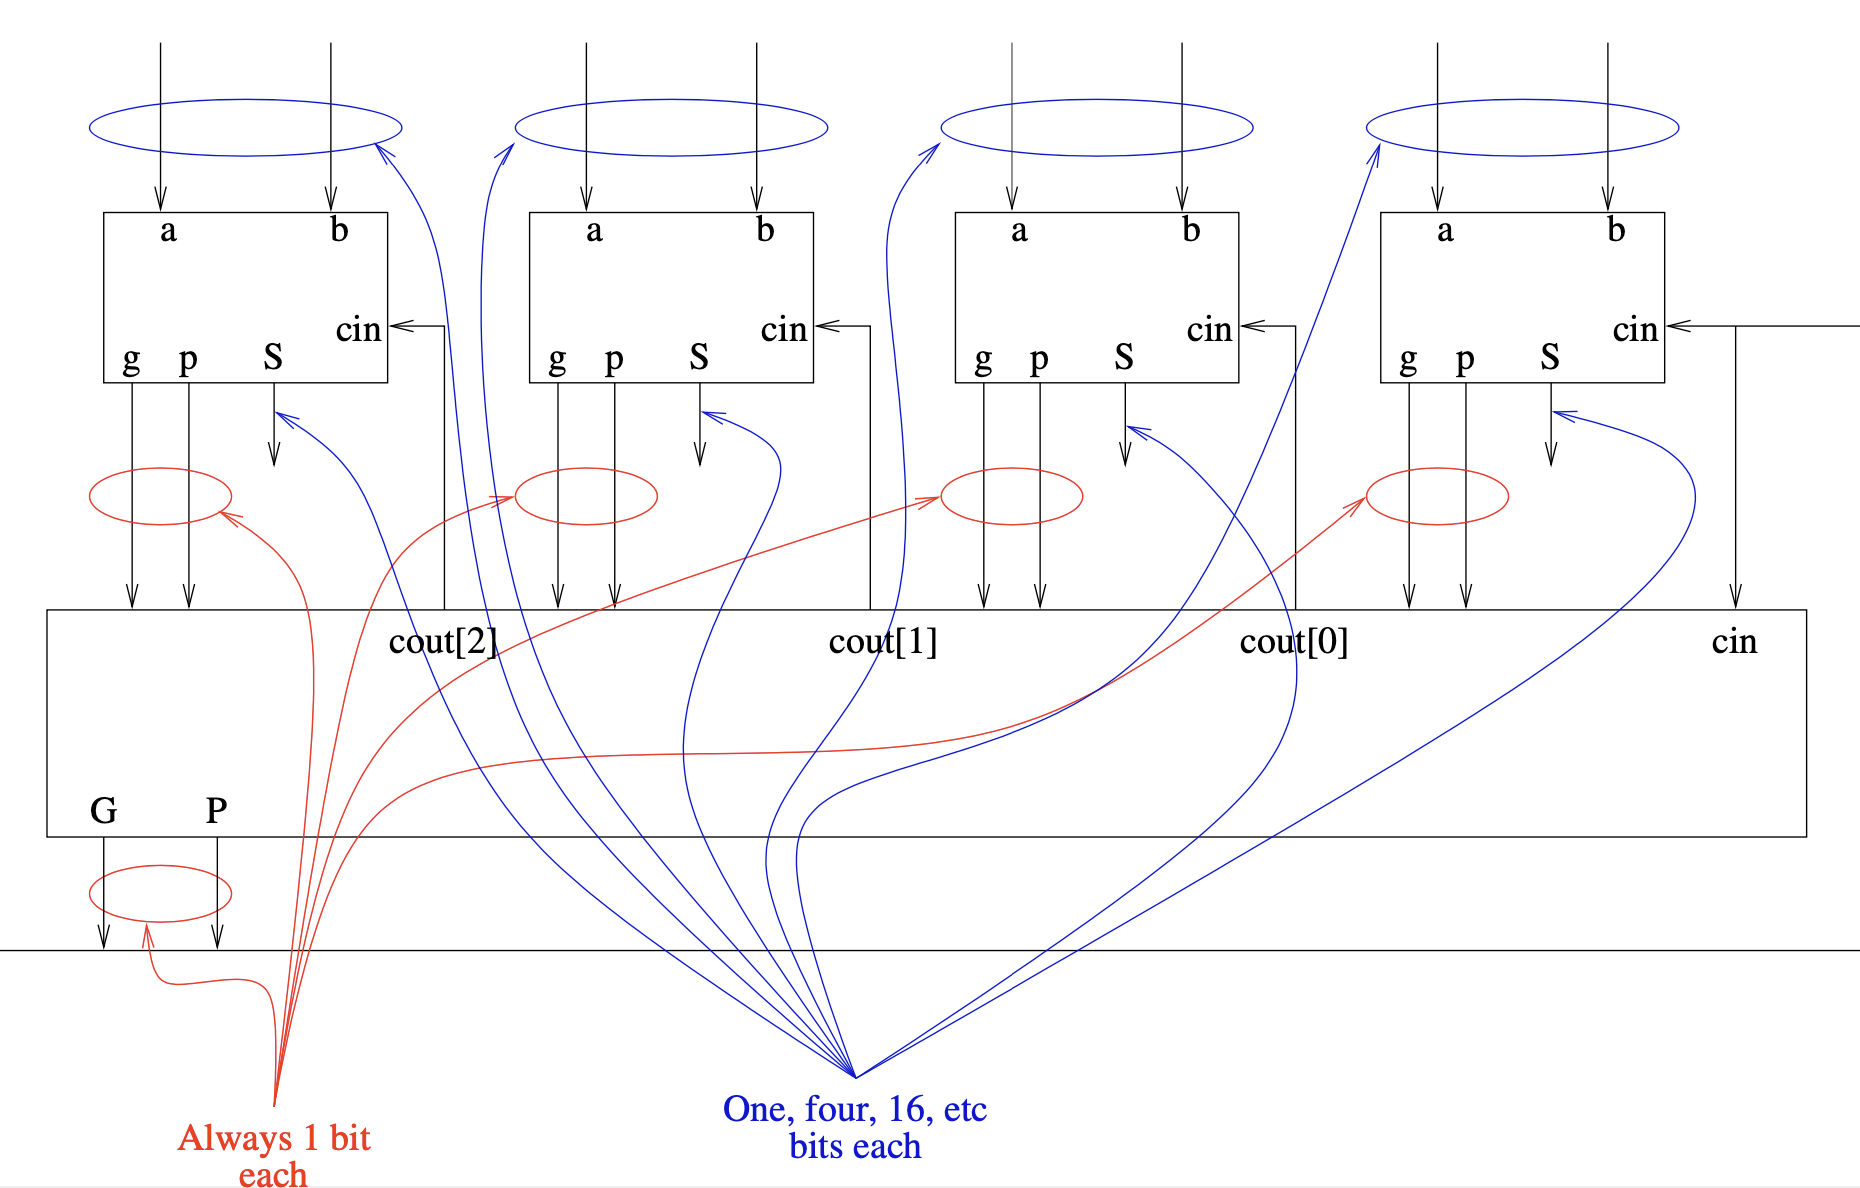 a b a b a b a b
cin cin cin cin
g p S g p S g p S g p S
cout[2] cout[1] cout[0] cin
G P
One, four, 16, etc
bits each
Always 1 bit
each